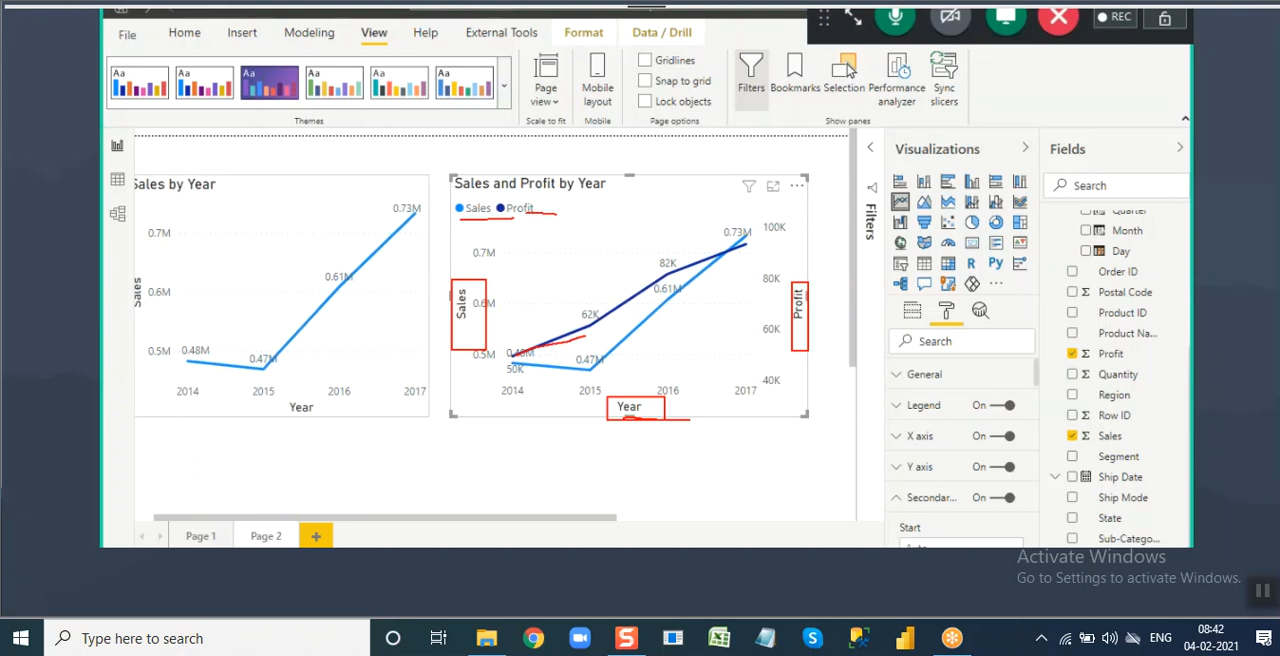 File Home Insert Modeling View Help External Tools Format Data / Drill
REC
Aa Aa Aa Aa Aa Aa
Themes
Page view
Scale to fit
Mobile layout
Mobile
Gridlines
Snap to grid
Lock objects
Page options
Filters
Bookmarks
Selection
Performance analyzer
Sync slicers
Show panes
Sales by Year
0.73M
0.7M
0.61M
0.6M
Sales
0.5M
0.48M
0.47M
2014 2015 2016 2017
Year
Sales and Profit by Year
Sales Profit
0.73M
100K
0.7M
82K
80K
0.61M
0.6M
Sales
Profit
62K
60K
0.5M
0.48M
0.47M
50K
40K
2014 2015 2016 2017
Year
Filters
Visualizations
R Py
Search
General
Legend On
X axis On
Y axis On
Secondar... On
Start
Fields
Search
Quarter
Month
Day
Order ID
Postal Code
Product ID
Product Na...
Profit
Quantity
Region
Row ID
Sales
Segment
Ship Date
Ship Mode
State
Sub-Catego...
Page 1 Page 2 +
Activate Windows
Go to Settings to activate Windows.
Type here to search
S
S
ENG
08:42
04-02-2021